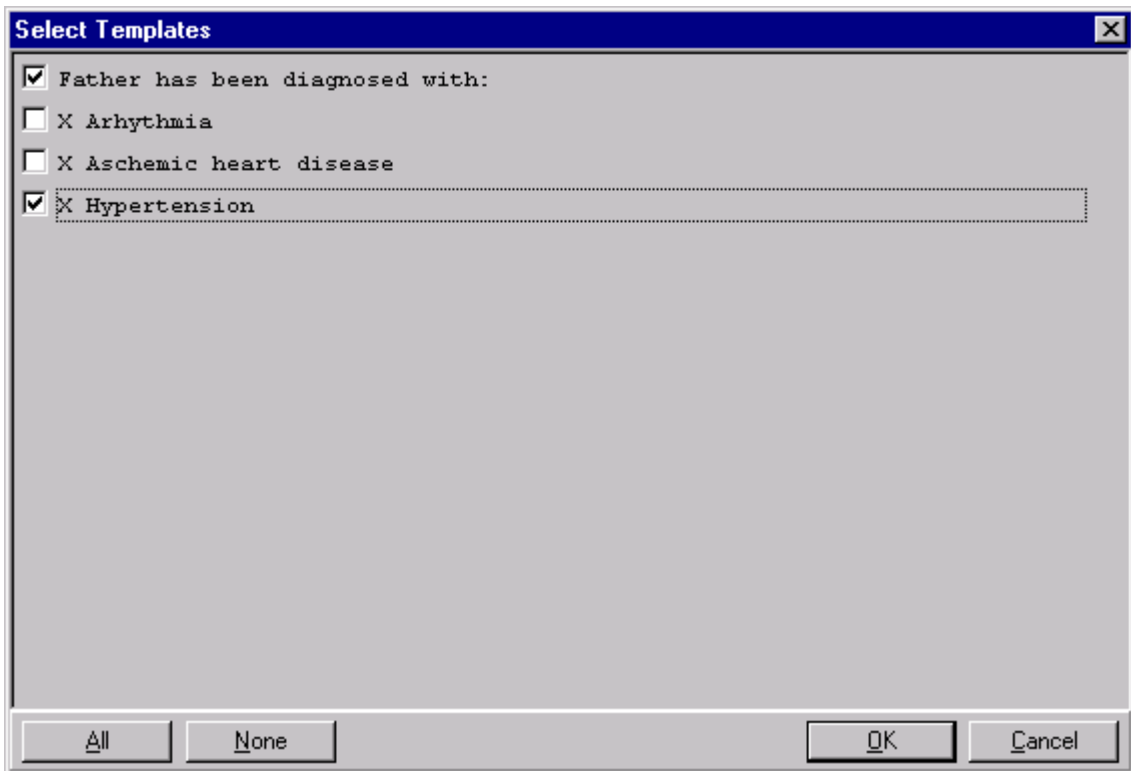 Select Templates
Father has been diagnosed with:
X Arhythmia
X Aschemic heart disease
X Hypertension
All None OK Cancel